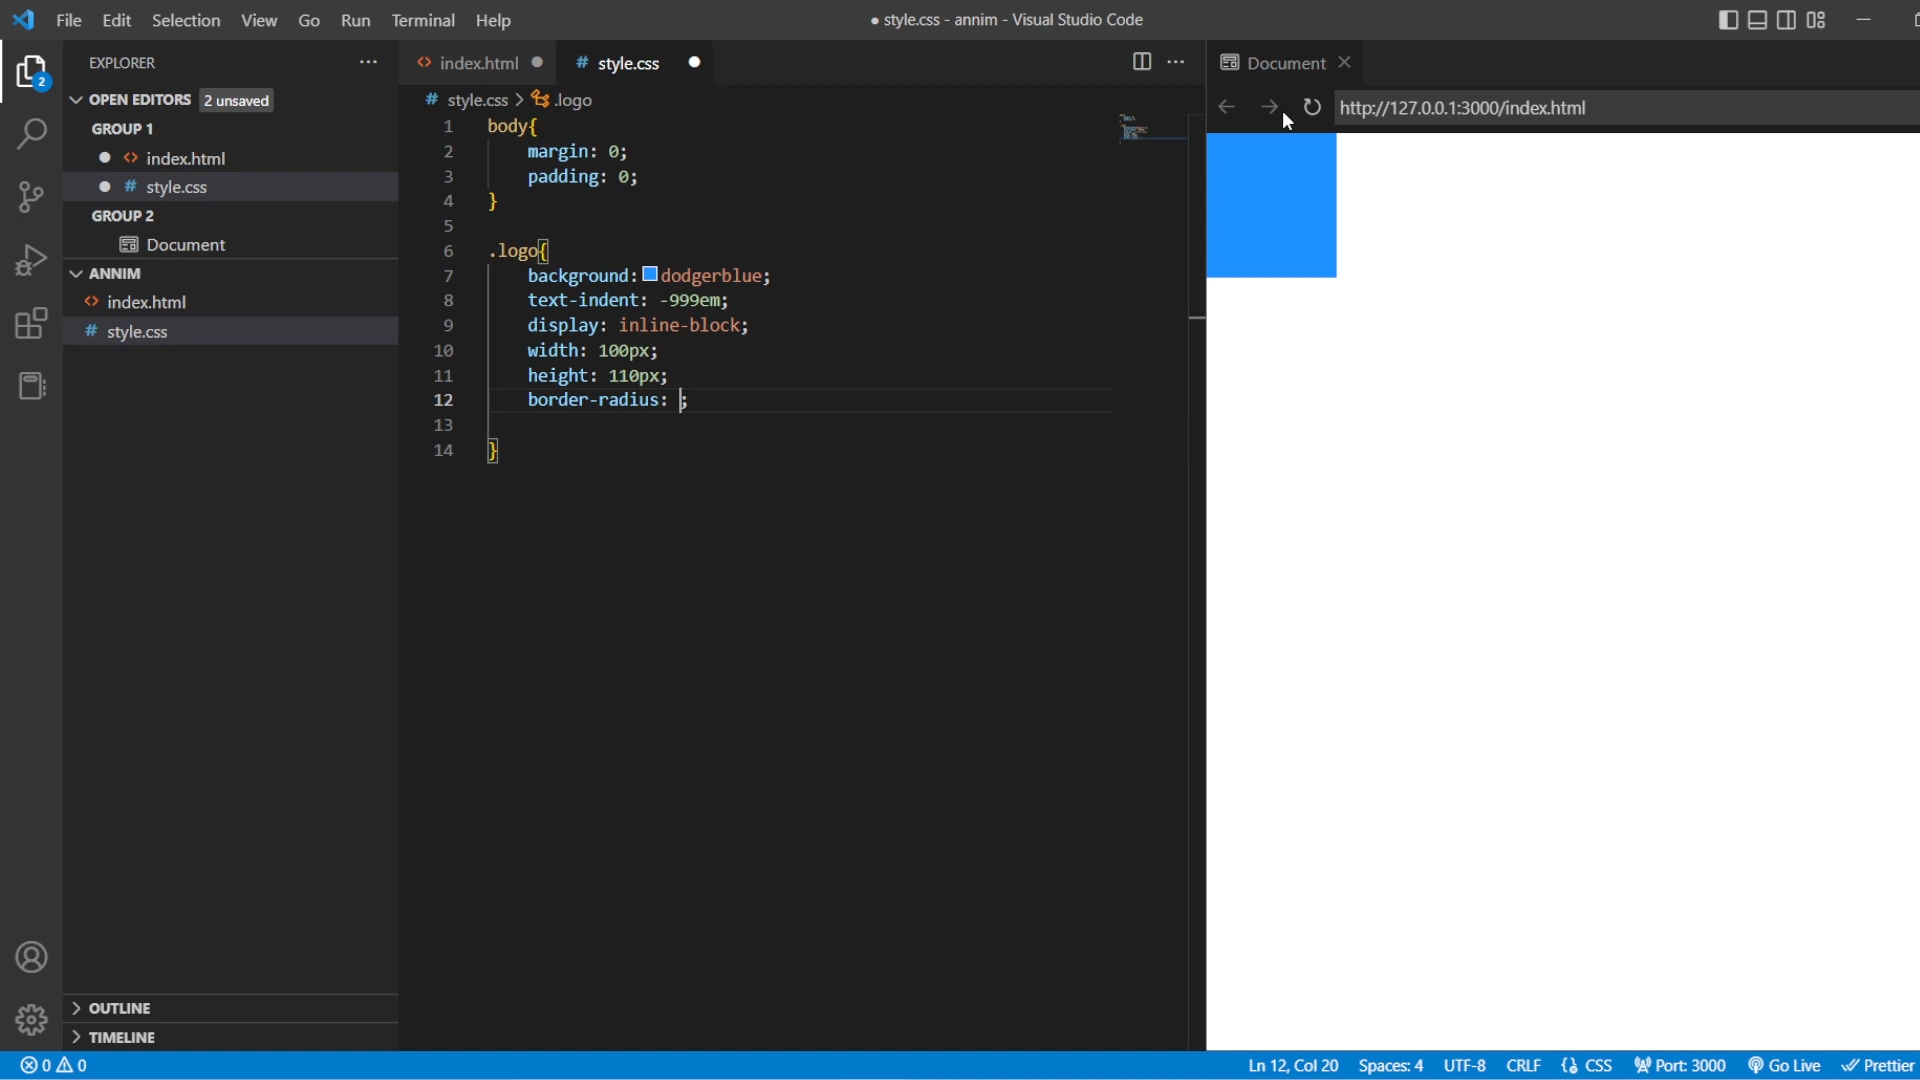 File Edit Selection View Go Run Terminal Help
● style.css - annim - Visual Studio Code
EXPLORER
OPEN EDITORS 2 unsaved
GROUP 1
index.html
# style.css
GROUP 2
Document
ANNIM
index.html
# style.css
OUTLINE
TIMELINE
2
index.html
# style.css
# style.css > .logo
1 body{
2 margin: 0;
3 padding: 0;
4 }
5
6 .logo{
7 background: dodgerblue;
8 text-indent: -999em;
9 display: inline-block;
10 width: 100px;
11 height: 110px;
12 border-radius: ;
13
14 }
Document
http://127.0.0.1:3000/index.html
0 0
Ln 12, Col 20 Spaces: 4 UTF-8 CRLF {} CSS Port: 3000 Go Live Prettier